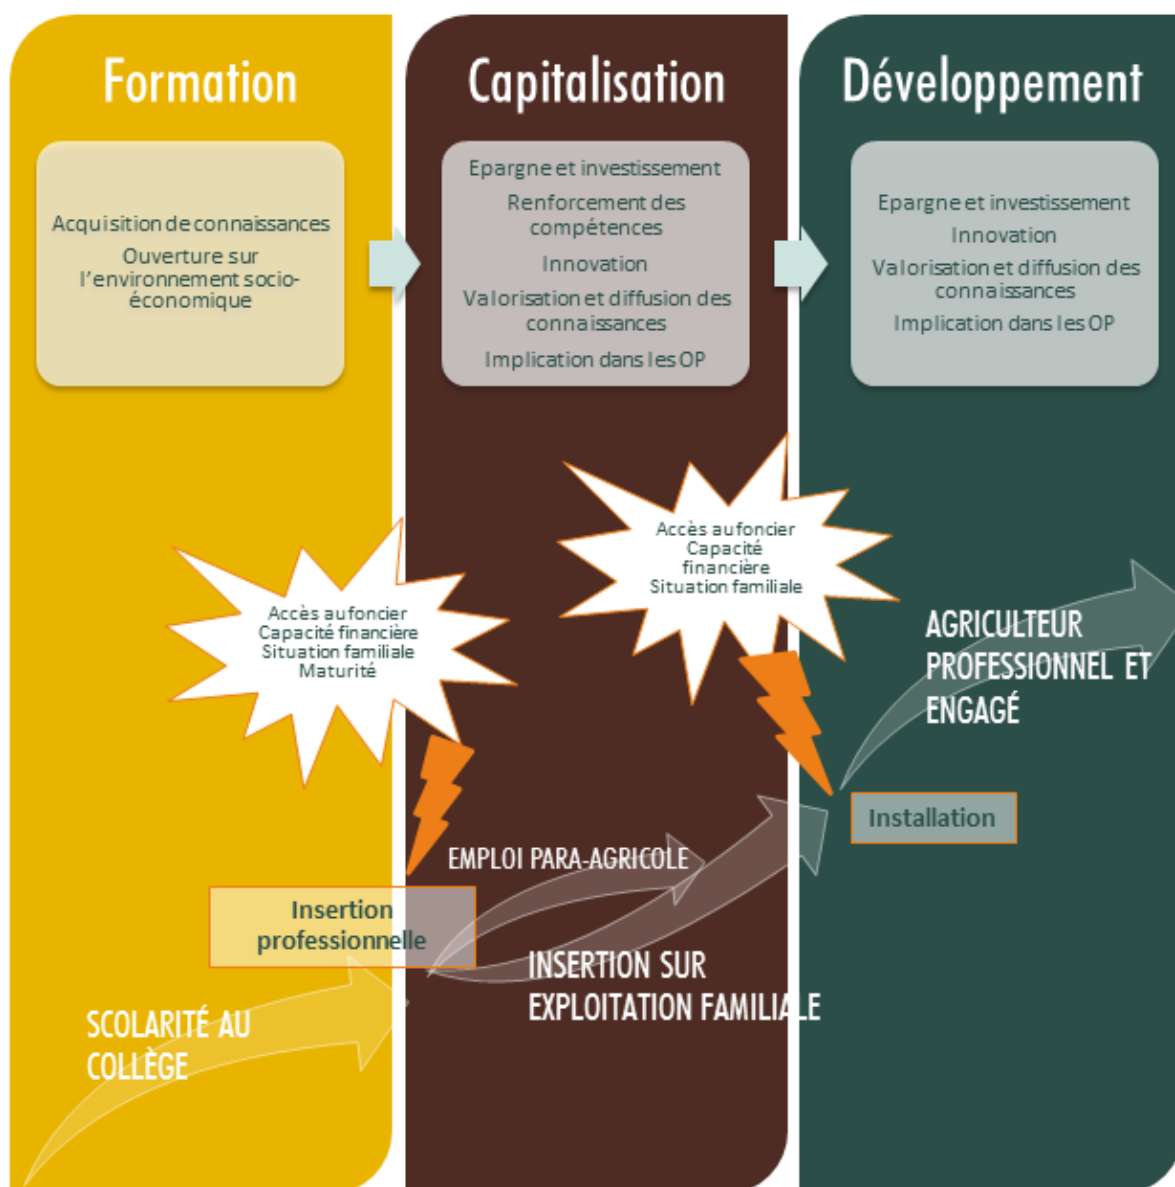 Formation
Acquisition de connaissances
Ouverture sur
l'environnement socio-
économique
Capitalisation
Epargne et investissement
Renforcement des
compétences
Innovation
Valorisation et diffusion des
connaissances
Implication dans les OP
Développement
Epargne et investissement
Innovation
Valorisation et diffusion des
connaissances
Implication dans les OP
Accès au foncier
Capacité financière
Situation familiale
Maturité
Accès au foncier
Capacité
financière
Situation familiale
AGRICULTEUR
PROFESSIONNEL ET
ENGAGÉ
Installation
EMPLOI PARA-AGRICOLE
Insertion
professionnelle
INSERTION SUR
EXPLOITATION FAMILIALE
SCOLARITÉ AU
COLLÈGE